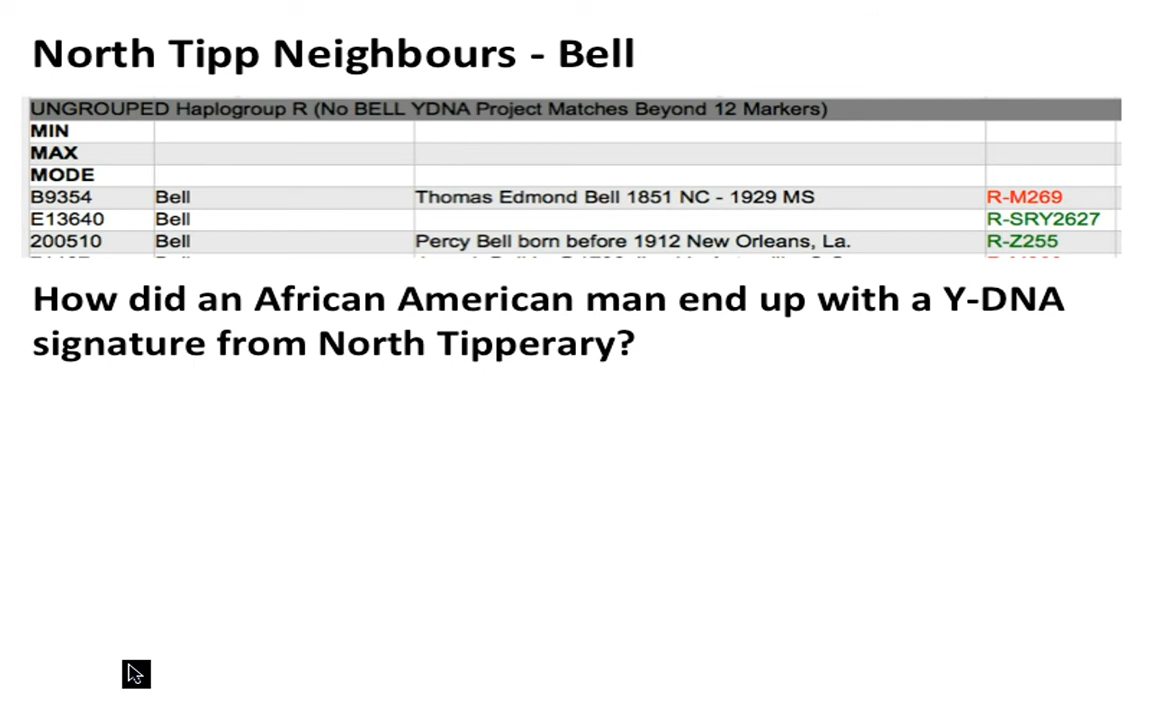 North Tipp Neighbours - Bell
UNGROUPED Haplogroup R (No BELL YDNA Project Matches Beyond 12 Markers)
MIN
MAX
MODE
B9354 Bell Thomas Edmond Bell 1851 NC - 1929 MS R-M269
E13640 Bell R-SRY2627
200510 Bell Percy Bell born before 1912 New Orleans, La. R-Z255
How did an African American man end up with a Y-DNA
signature from North Tipperary?